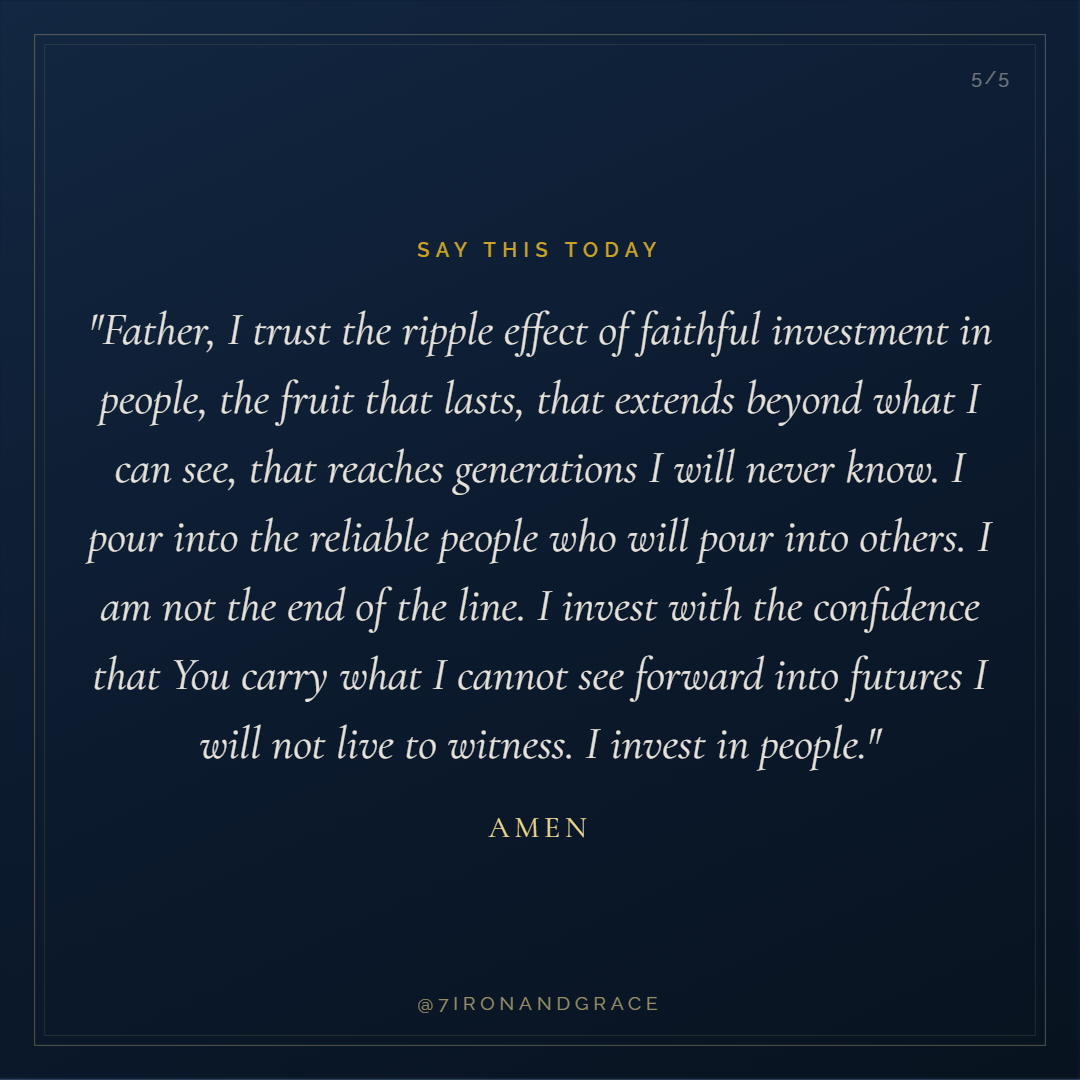 5/5
SAY THIS TODAY
"Father, I trust the ripple effect of faithful investment in
people, the fruit that lasts, that extends beyond what I
can see, that reaches generations I will never know. I
pour into the reliable people who will pour into others. I
am not the end of the line. I invest with the confidence
that You carry what I cannot see forward into futures I
will not live to witness. I invest in people."
AMEN
@7IRONANDGRACE